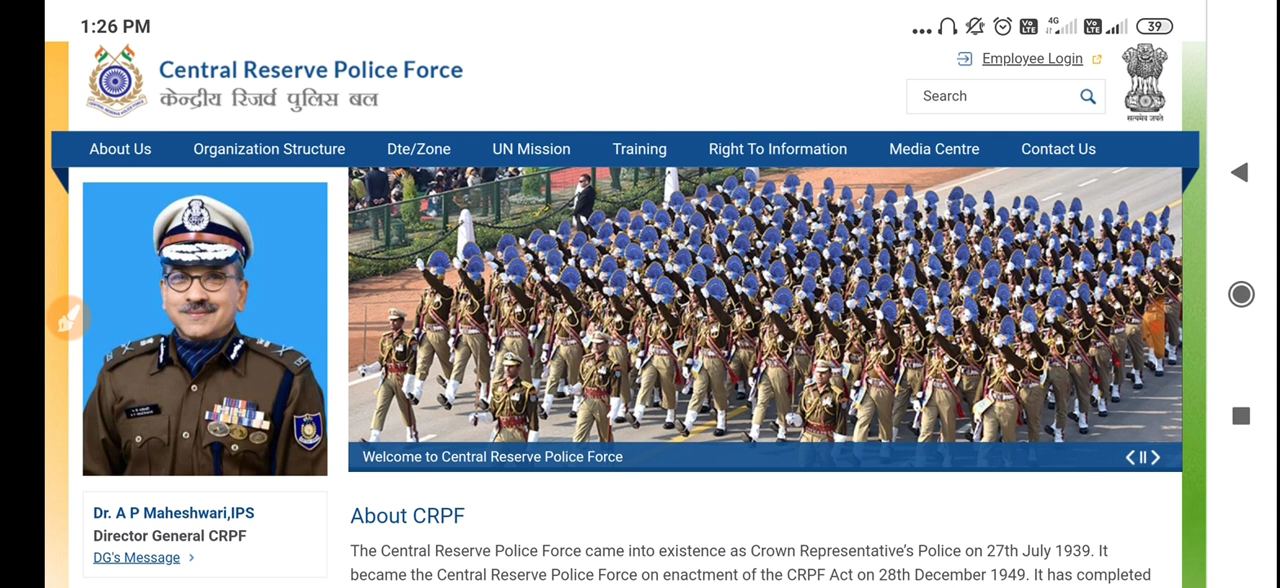 1:26 PM
4G
39
Central Reserve Police Force
केन्द्रीय रिजर्व पुलिस बल
Employee Login
Search
सत्यमेव जयते
About Us
Organization Structure
Dte/Zone
UN Mission
Training
Right To Information
Media Centre
Contact Us
Welcome to Central Reserve Police Force
Dr. A P Maheshwari,IPS
Director General CRPF
DG's Message
About CRPF
The Central Reserve Police Force came into existence as Crown Representative’s Police on 27th July 1939. It
became the Central Reserve Police Force on enactment of the CRPF Act on 28th December 1949. It has completed